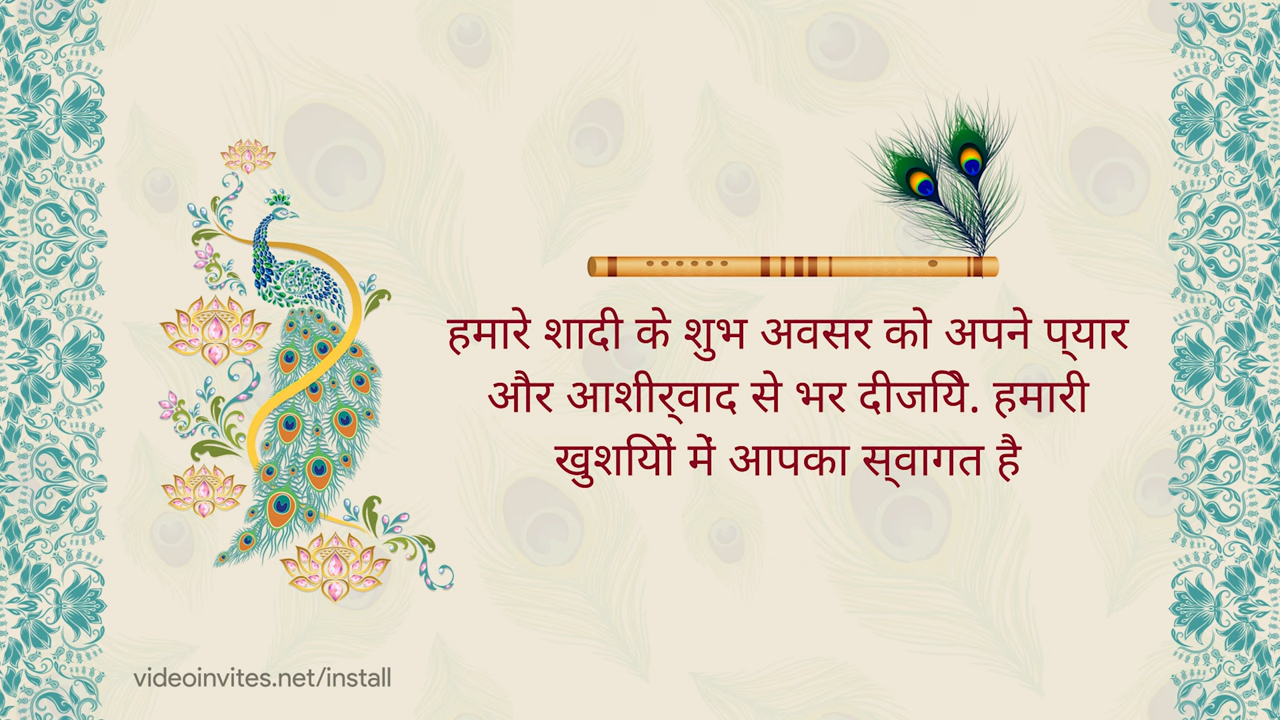 हमारे शादी के शुभ अवसर को अपने प्यार
और आशीर्वाद से भर दीजयिे. हमारी
खुशयिों में आपका स्वागत है
videoinvites.net/install